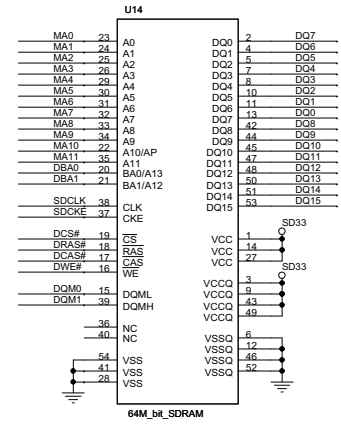 U14
MA0 23 A0 DQ0 2 DQ7
MA1 24 A1 DQ1 4 DQ6
MA2 25 A2 DQ2 5 DQ5
MA3 26 A3 DQ3 7 DQ4
MA4 29 A4 DQ4 8 DQ3
MA5 30 A5 DQ5 10 DQ2
MA6 31 A6 DQ6 11 DQ1
MA7 32 A7 DQ7 13 DQ0
MA8 33 A8 DQ8 42 DQ8
MA9 34 A9 DQ9 44 DQ9
MA10 22 A10/AP DQ10 45 DQ10
MA11 35 A11 DQ11 47 DQ11
DBA0 20 BA0/A13 DQ12 48 DQ12
DBA1 21 BA1/A12 DQ13 50 DQ13
DQ14 51 DQ14
SDCLK 38 CLK DQ15 53 DQ15
SDCKE 37 CKE
SD33
DCS# 19 CS VCC 1
DRAS# 18 RAS VCC 14
DCAS# 17 CAS VCC 27
DWE# 16 WE
SD33
VCCQ 3
DQM0 15 DQML VCCQ 9
DQM1 39 DQMH VCCQ 43
VCCQ 49
36 NC
40 NC VSSQ 6
VSSQ 12
54 VSS VSSQ 46
41 VSS VSSQ 52
28 VSS
64M_bit_SDRAM